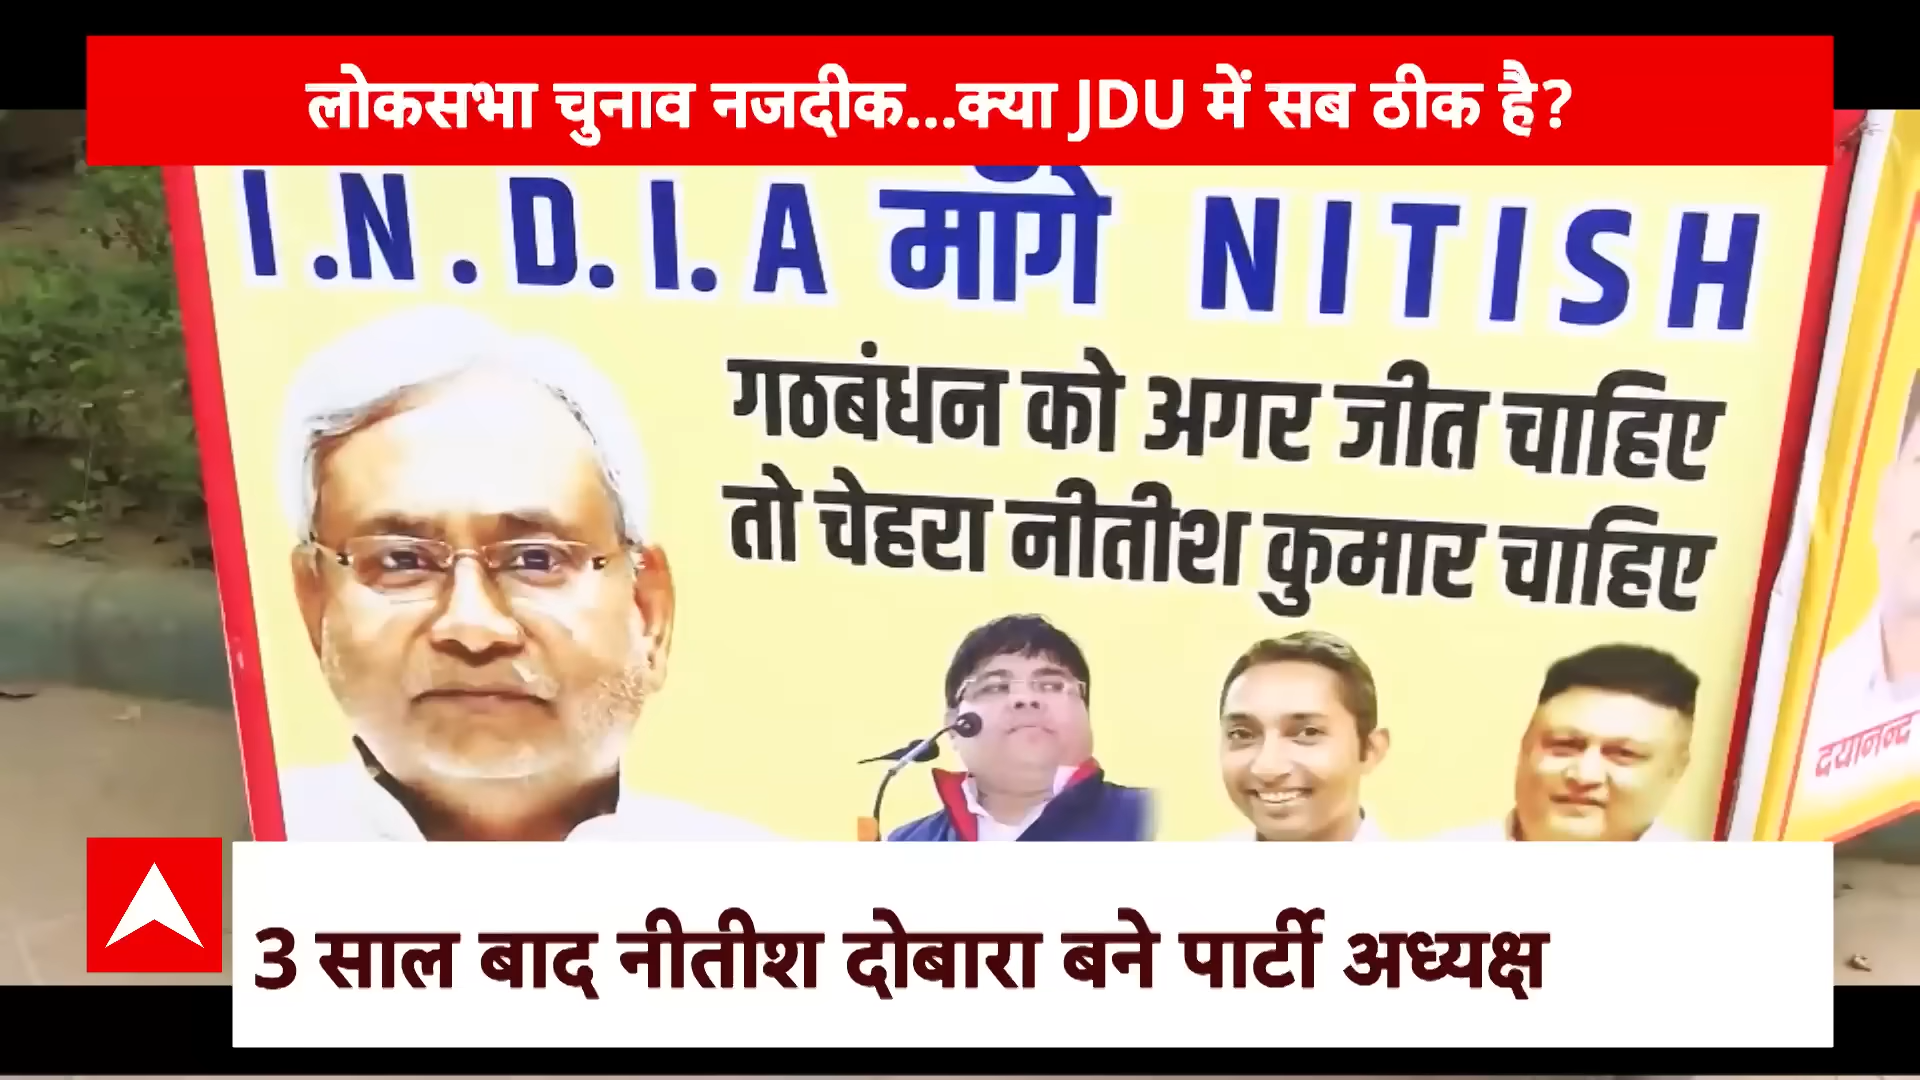 लोकसभा चुनाव नजदीक...क्या JDU में सब ठीक है?
I.N.D.I.A माँगे NITISH
गठबंधन को अगर जीत चाहिए
तो चेहरा नीतीश कुमार चाहिए
दयानन्द
3 साल बाद नीतीश दोबारा बने पार्टी अध्यक्ष